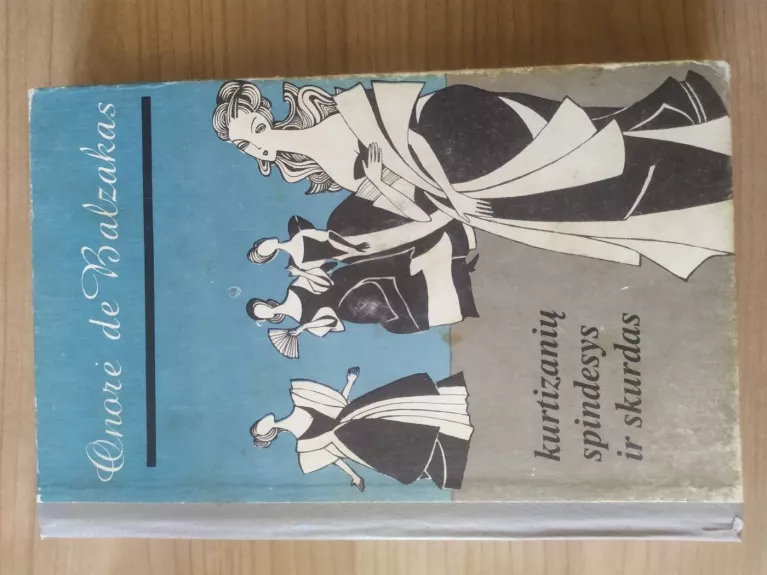 Onorė de Balzakas
kurtizanių
spindesys
ir skurdas